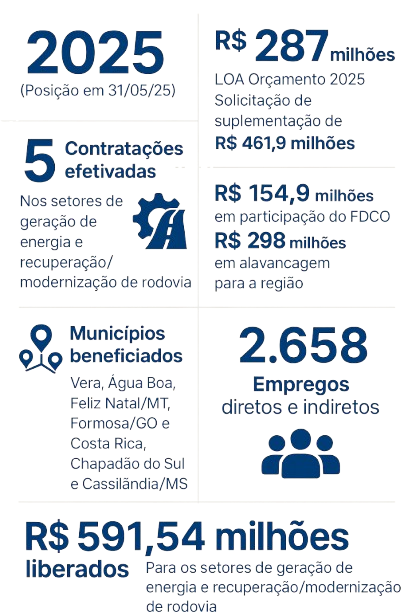 2025
(Posição em 31/05/25)
R$ 287 milhões
LOA Orçamento 2025
Solicitação de
suplementação de
R$ 461,9 milhões
5 Contratações
efetivadas
Nos setores de
geração de
energia e
recuperação/
modernização de rodovia
R$ 154,9 milhões
em participação do FDCO
R$ 298 milhões
em alavancagem
para a região
Municípios
beneficiados
Vera, Água Boa,
Feliz Natal/MT,
Formosa/GO e
Costa Rica,
Chapadão do Sul
e Cassilândia/MS
2.658
Empregos
diretos e indiretos
R$ 591,54 milhões
liberados
Para os setores de geração de
energia e recuperação/modernização
de rodovia